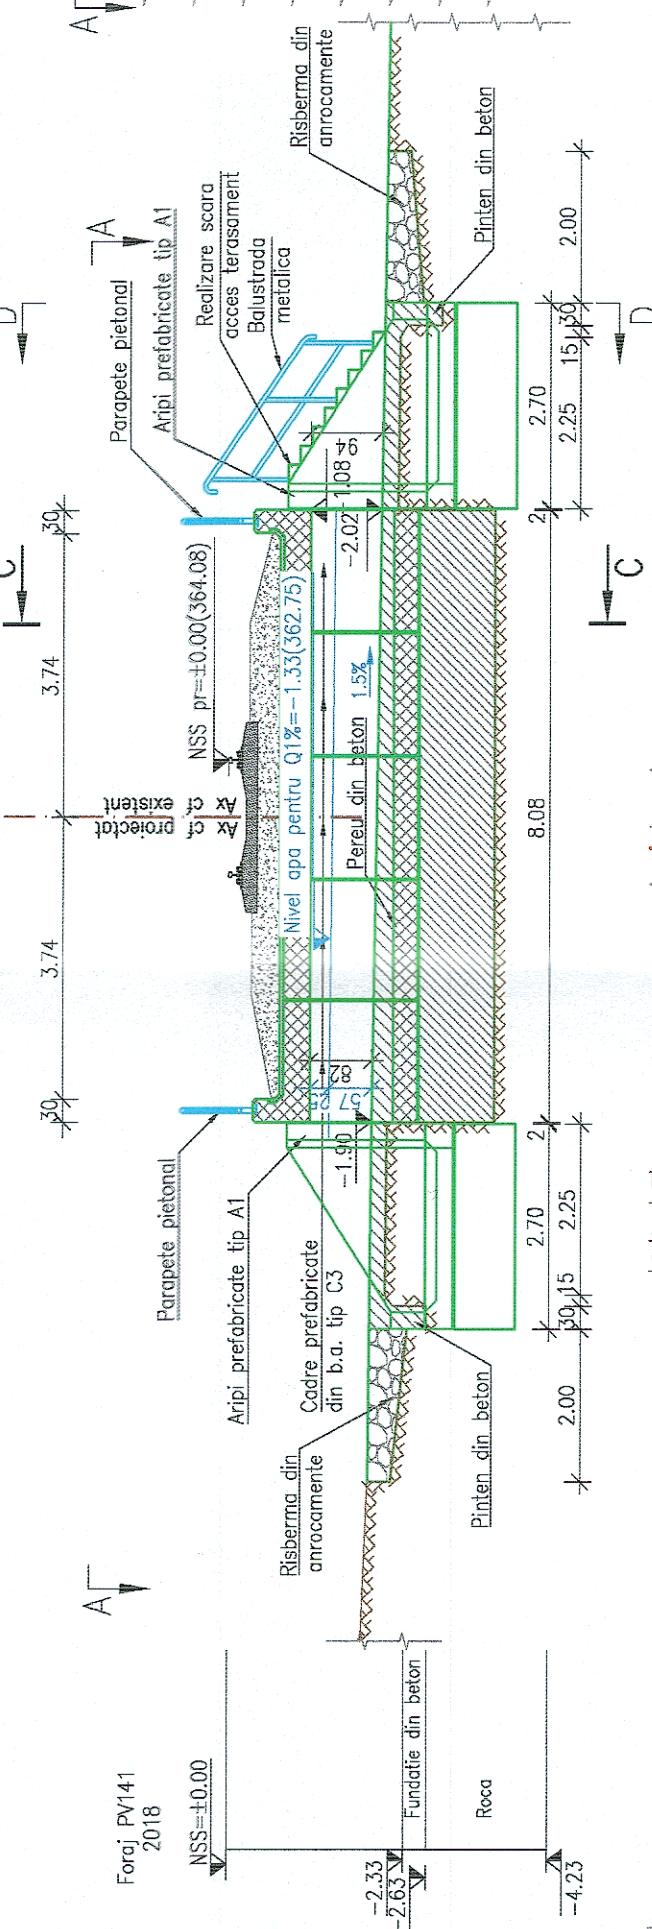 Foraj PV141
2018
NSS=±0.00
-2.33
-2.63
-4.23
Fundatie din beton
Roca
A
Risberma din
anrocamente
Pinten din beton
2.00
30
15
2.25
2.70
2
Parapete pietonal
Aripi prefabricate tip A1
Cadre prefabricate
din b.a. tip C3
-1.90
57
25
82
30
3.74
3.74
30
Ax cf proiectat
Ax cf existent
NSS pr=±0.00(364.08)
Nivel apa pentru Q1%=-1.33(362.75)
Pereu din beton
1.5%
8.08
C
C
-2.02
-1.08
94
Parapete pietonal
Aripi prefabricate tip A1
Realizare scara
acces terasament
Balustrada
metalica
A
D
D
2
2.70
2.25
15
30
2.00
Risberma din
anrocamente
Pinten din beton
A